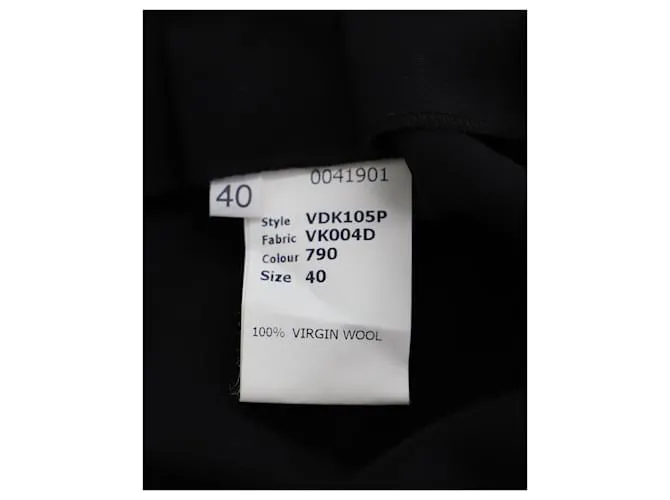 40
0041901
Style VDK105P
Fabric VK004D
Colour 790
Size 40
100% VIRGIN WOOL